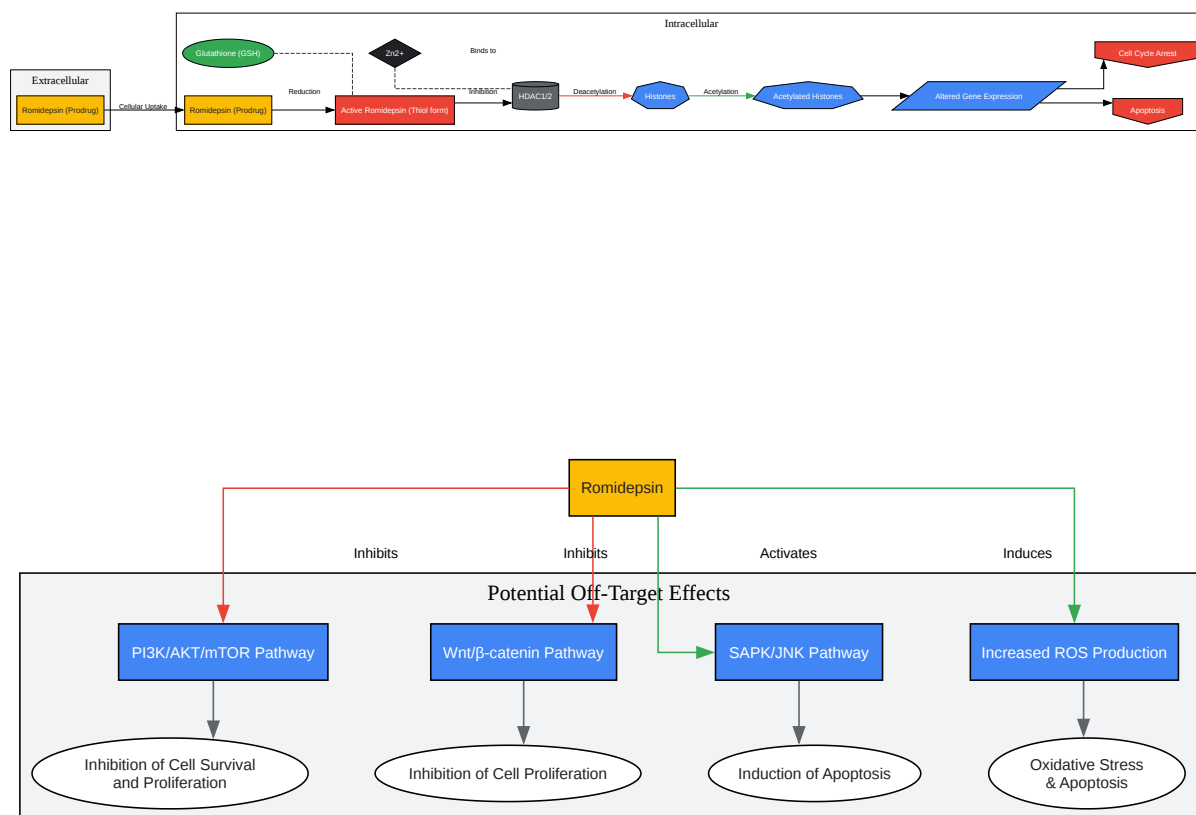 Intracellular
Extracellular
Romidepsin (Prodrug)
Cellular Uptake
Glutathione (GSH)
Romidepsin (Prodrug)
Reduction
Zn2+
Active Romidepsin (Thiol form)
Binds to
Inhibition
HDAC1/2
Deacetylation
Histones
Acetylation
Acetylated Histones
Altered Gene Expression
Cell Cycle Arrest
Apoptosis
Romidepsin
Inhibits
Inhibits
Activates
Induces
Potential Off-Target Effects
PI3K/AKT/mTOR Pathway
Wnt/β-catenin Pathway
SAPK/JNK Pathway
Increased ROS Production
Inhibition of Cell Survival
and Proliferation
Inhibition of Cell Proliferation
Induction of Apoptosis
Oxidative Stress
& Apoptosis